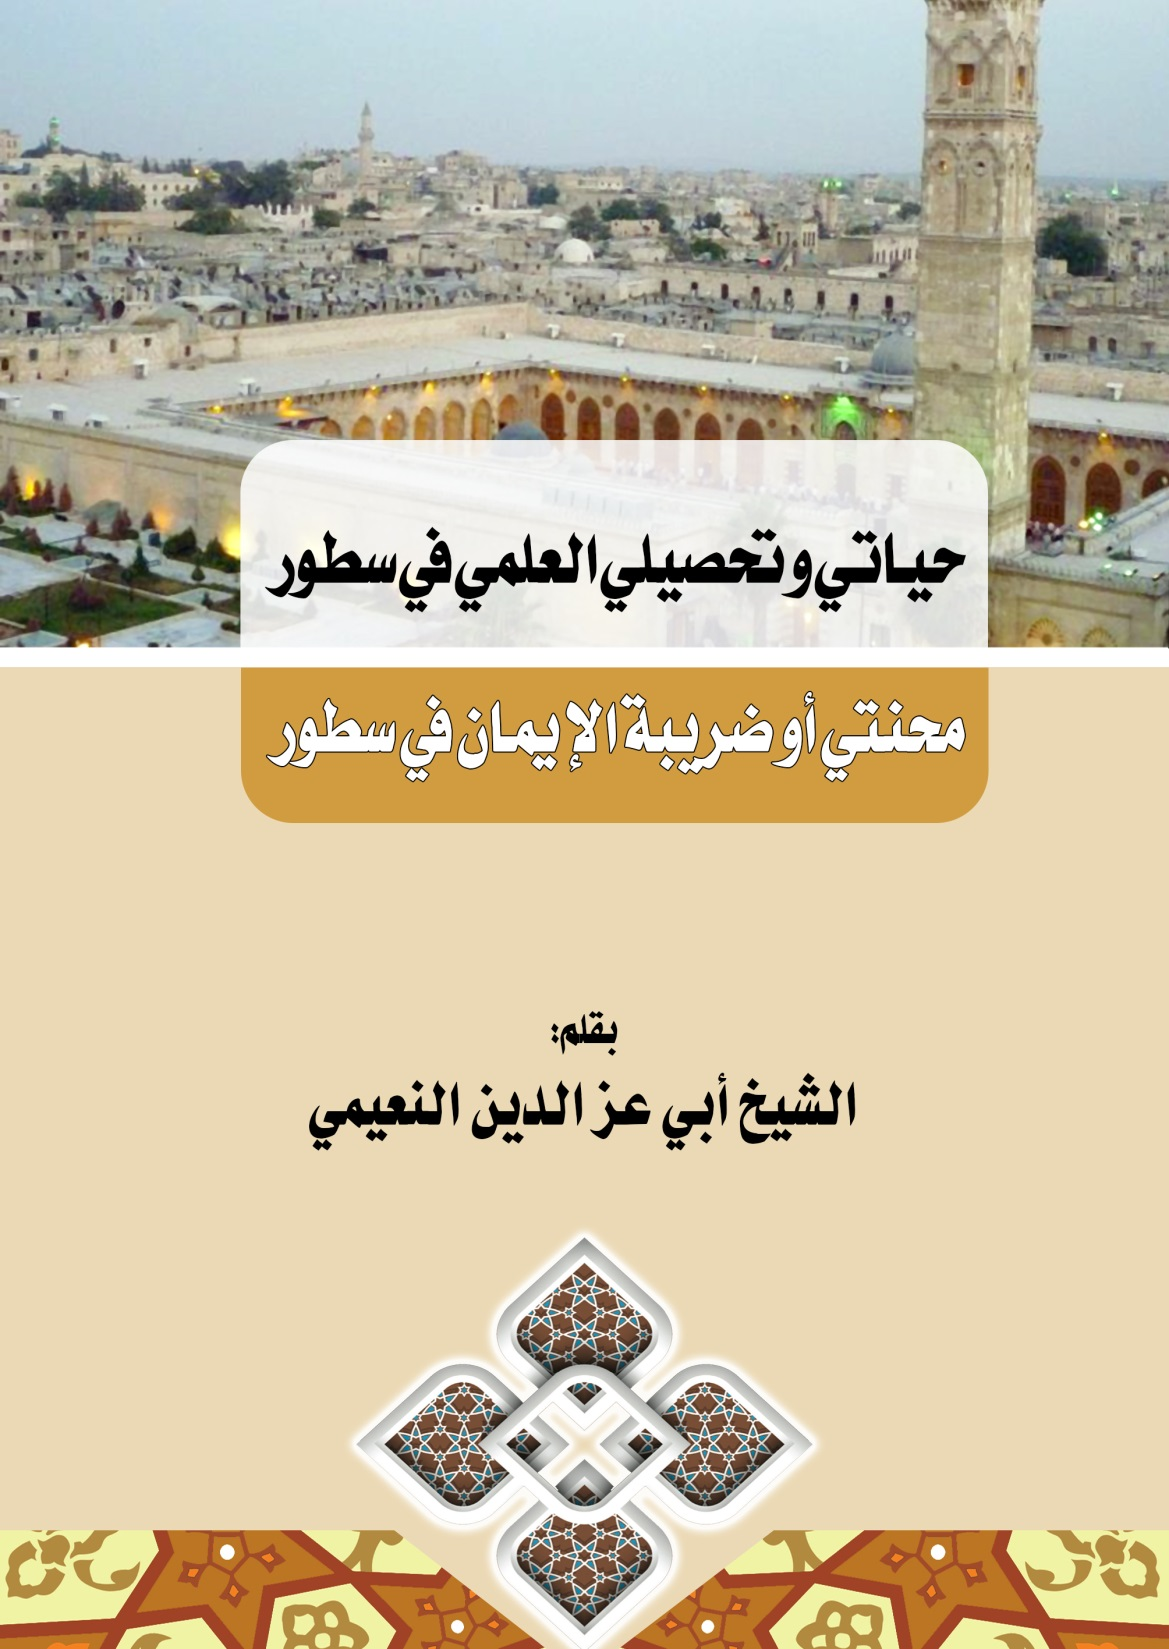 حياتي وتحصيلي العلمي في سطور
محنتي أو ضريبة الإيمان في سطور
بقلم:
الشيخ أبي عز الدين النعيمي